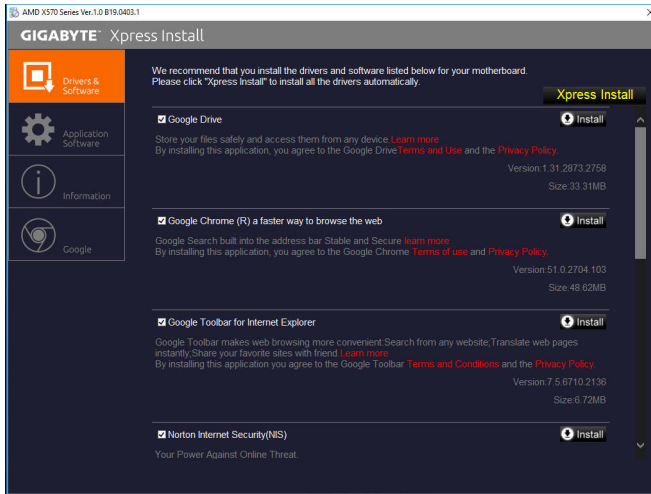 AMD X570 Series Ver.1.0 B19.0403.1
GIGABYTE™ Xpress Install
We recommend that you install the drivers and software listed below for your motherboard.
Please click "Xpress Install" to install all the drivers automatically.
Xpress Install
Drivers &
Software
Application
Software
Information
Google
Google Drive
Install
Store your files safely and access them from any device.Learn more
By installing this application, you agree to the Google DriveTerms and Use and the Privacy Policy.
Version:1.31.2873.2758
Size:33.31MB
Google Chrome (R) a faster way to browse the web
Install
Google Search built into the address bar Stable and Secure learn more
By installing this application, you agree to the Google Chrome Terms of use and Privacy Policy.
Version:51.0.2704.103
Size:48.62MB
Google Toolbar for Internet Explorer
Install
Google Toolbar makes web browsing more convenient:Search from any website;Translate web pages
instantly;Share your favorite sites with friend.Learn more
By installing this application you agree to the Google Toolbar Terms and Conditions and the Privacy Policy.
Version:7.5.6710.2136
Size:6.72MB
Norton Internet Security(NIS)
Install
Your Power Against Online Threat.